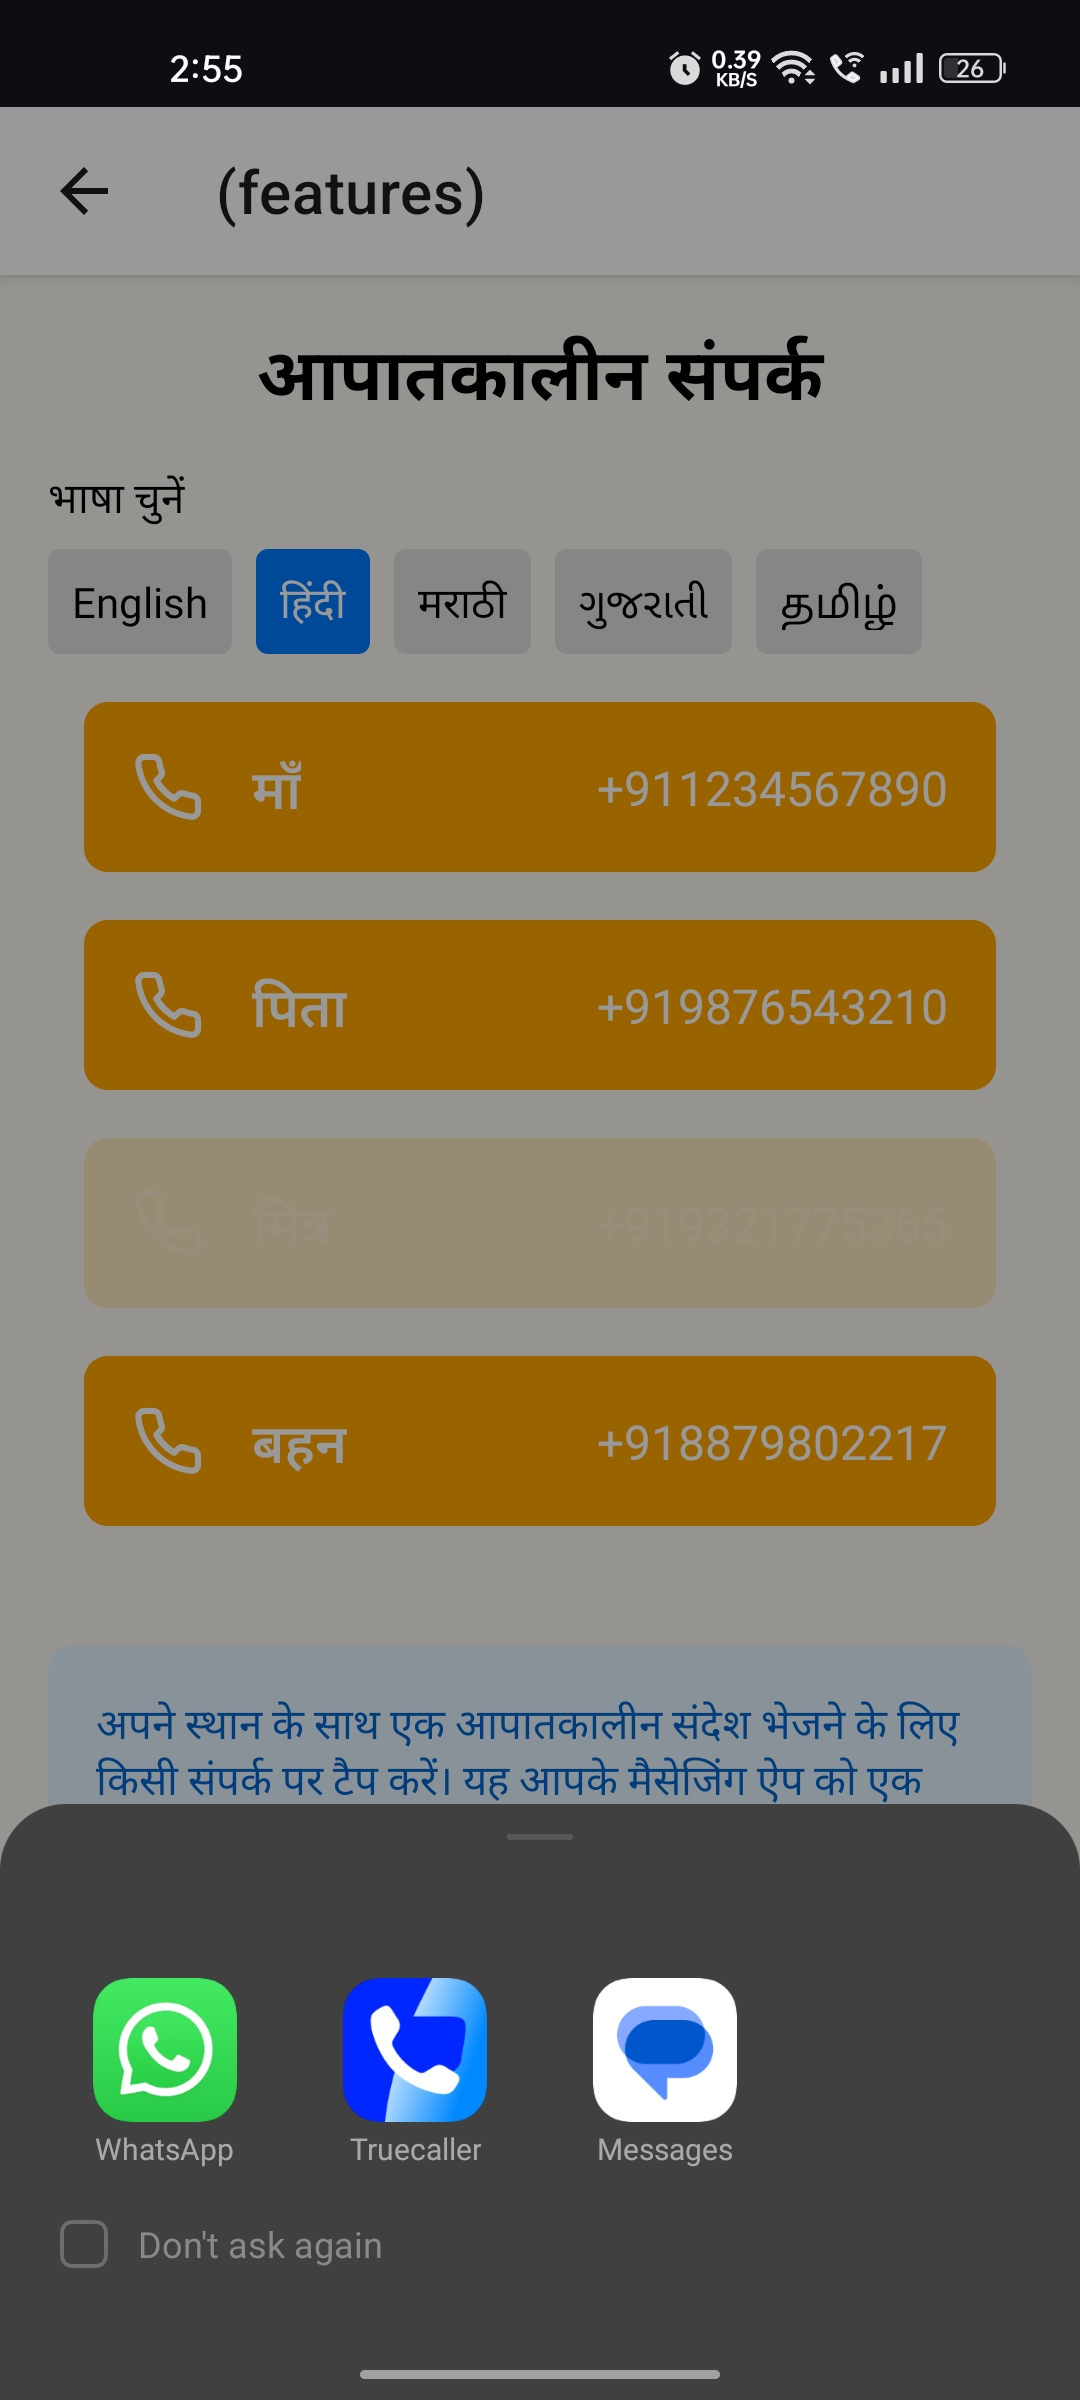 2:55
0.39
KB/S
26
(features)
आपातकालीन संपर्क
भाषा चुनें
English
हिंदी
मराठी
ગુજરાતી
தமிழ்
माँ +911234567890
पिता +919876543210
मित्र +919321775365
बहन +918879802217
अपने स्थान के साथ एक आपातकालीन संदेश भेजने के लिए
किसी संपर्क पर टैप करें। यह आपके मैसेजिंग ऐप को एक
WhatsApp
Truecaller
Messages
Don't ask again